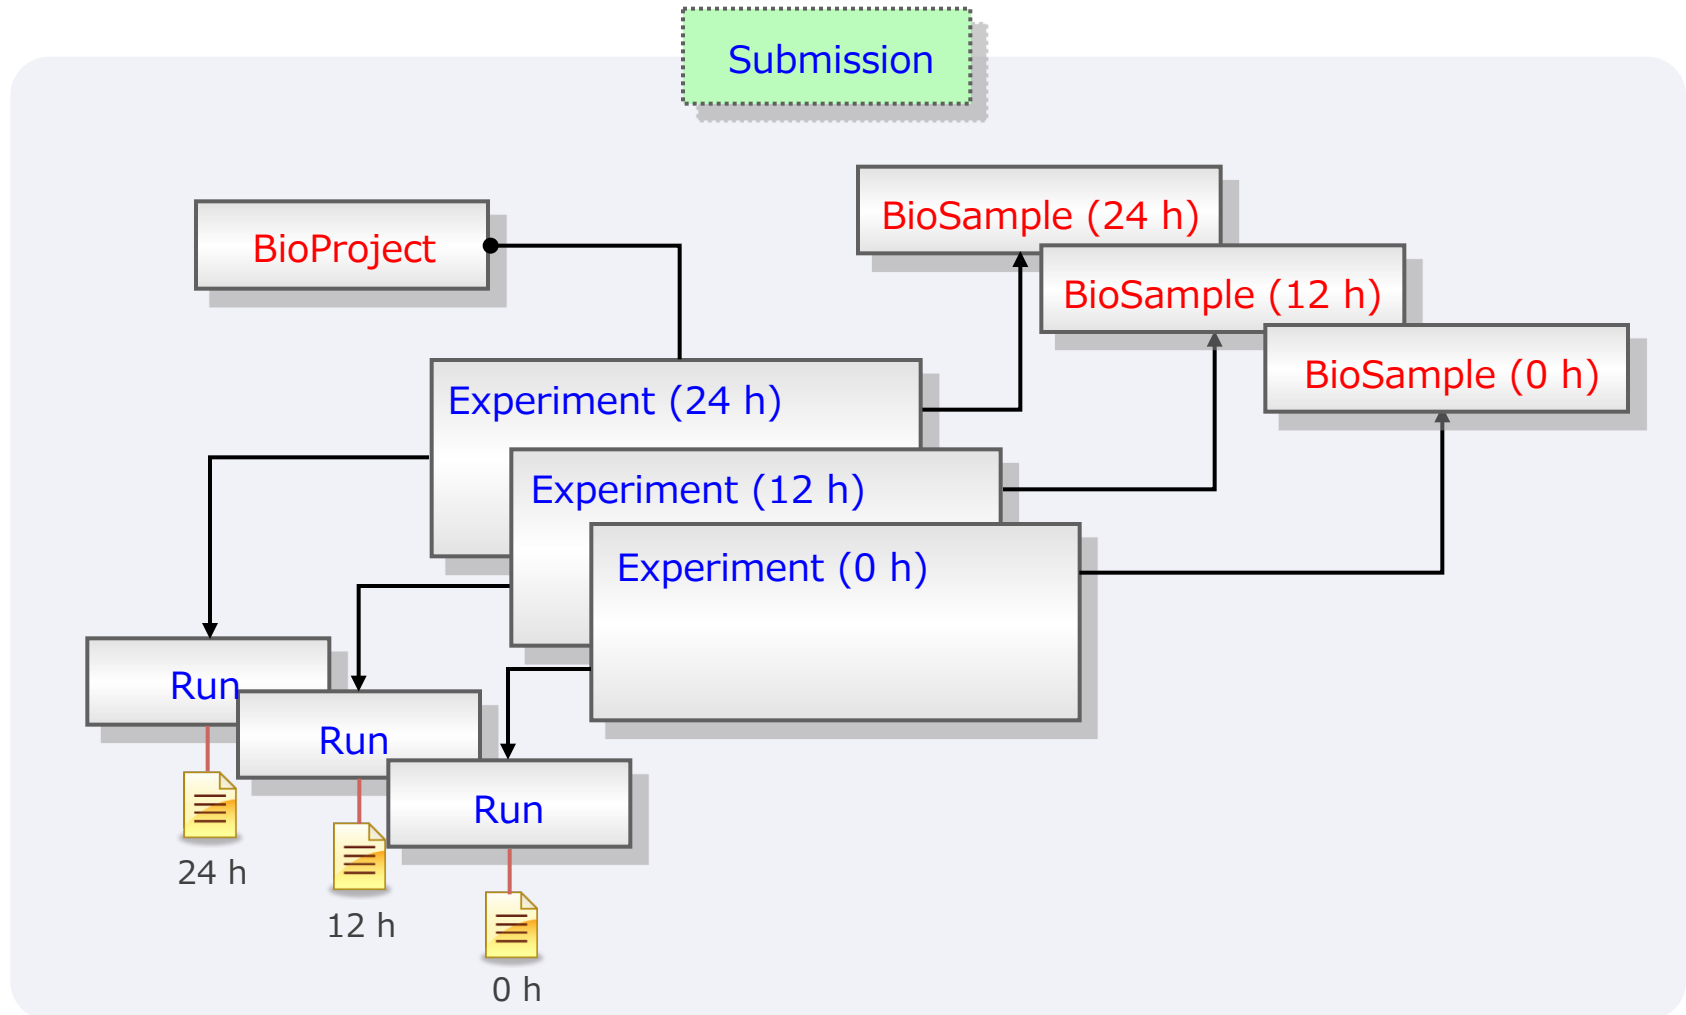 Submission
BioProject
BioSample (24 h)
BioSample (12 h)
BioSample (0 h)
Experiment (24 h)
Experiment (12 h)
Experiment (0 h)
Run
Run
Run
24 h
12 h
0 h